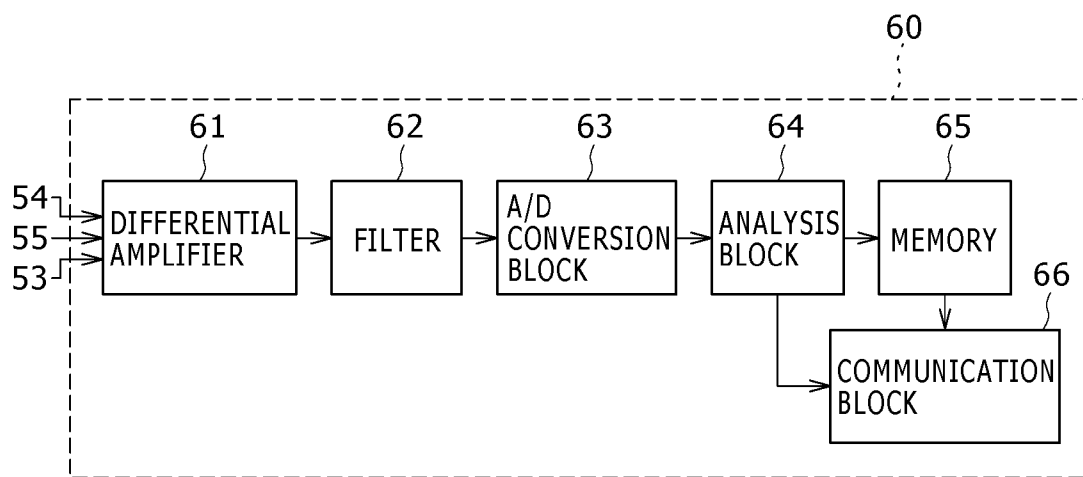 60
61
62
63
64
65
54
55
53
DIFFERENTIAL
AMPLIFIER
FILTER
A/D
CONVERSION
BLOCK
ANALYSIS
BLOCK
MEMORY
66
COMMUNICATION
BLOCK